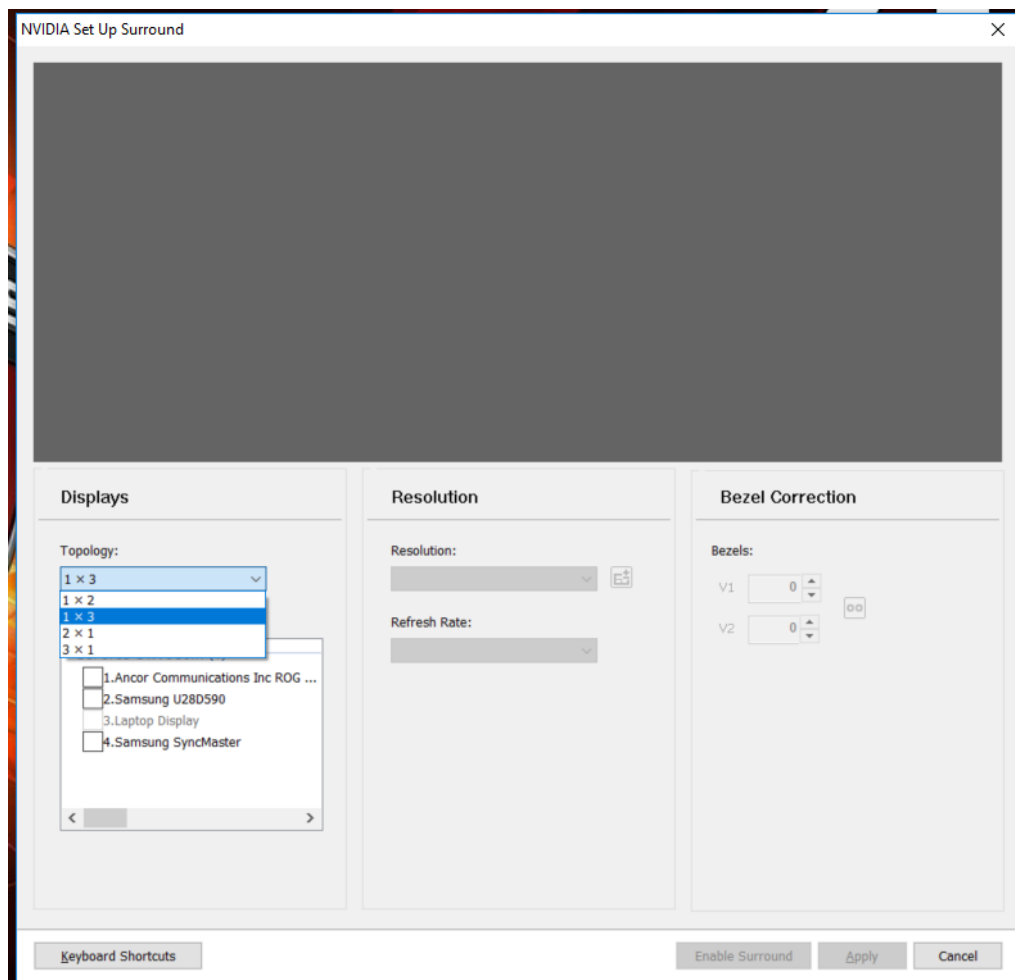 NVIDIA Set Up Surround
Displays
Topology:
1 × 3
1 × 2
1 × 3
2 × 1
3 × 1
1.Ancor Communications Inc ROG ...
2.Samsung U28D590
3.Laptop Display
4.Samsung SyncMaster
Resolution
Resolution:
Refresh Rate:
Bezel Correction
Bezels:
V1 0
V2 0
Keyboard Shortcuts
Enable Surround
Apply
Cancel